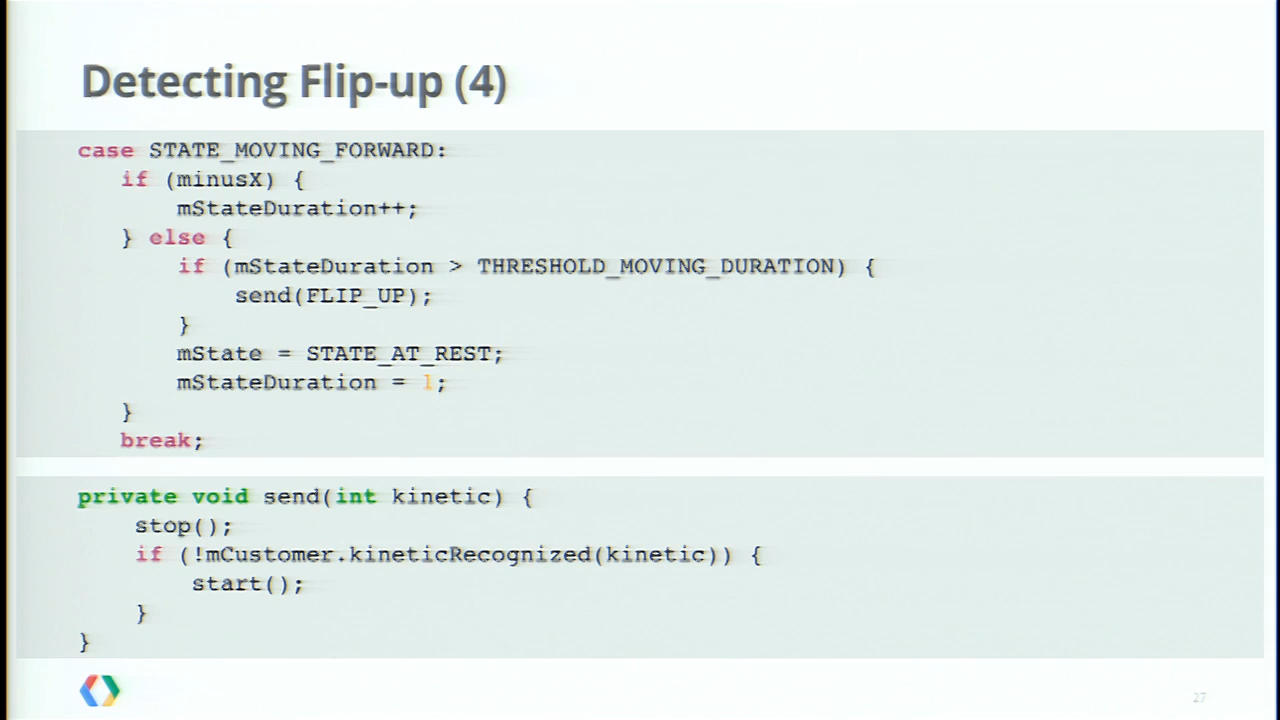 Detecting Flip-up (4)
case STATE_MOVING_FORWARD:
if (minusX) {
mStateDuration++;
} else {
if (mStateDuration > THRESHOLD_MOVING_DURATION) {
send(FLIP_UP);
}
mState = STATE_AT_REST;
mStateDuration = 1;
}
break;
private void send(int kinetic) {
stop();
if (!mCustomer.kineticRecognized(kinetic)) {
start();
}
}
27